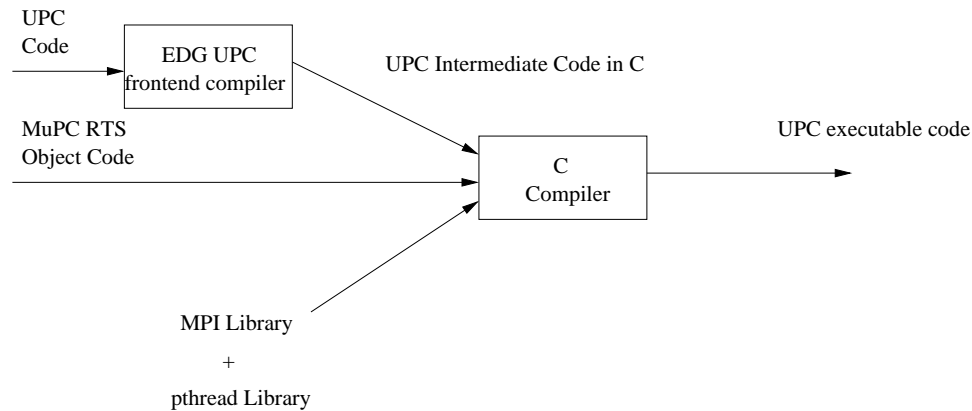 UPC
Code
EDG UPC
frontend compiler
UPC Intermediate Code in C
MuPC RTS
Object Code
C
Compiler
UPC executable code
MPI Library
+
pthread Library